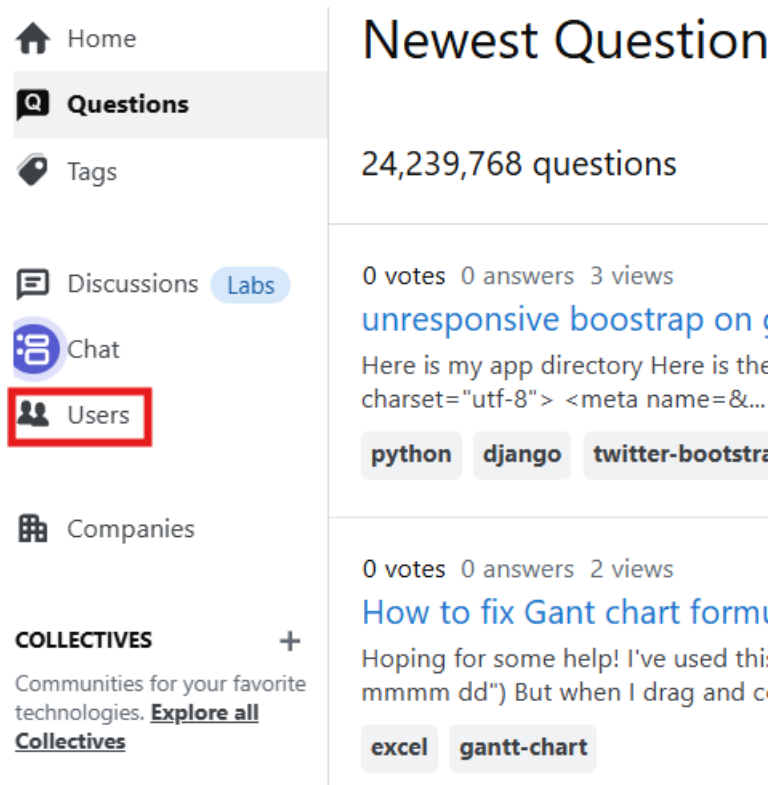 Home
Questions
Tags
Discussions Labs
Chat
Users
Companies
COLLECTIVES +
Communities for your favorite
technologies. Explore all
Collectives
Newest Question
24,239,768 questions
0 votes 0 answers 3 views
unresponsive boostrap on
Here is my app directory Here is the
charset="utf-8"> <meta name=&...
python django twitter-bootstra
0 votes 0 answers 2 views
How to fix Gant chart formu
Hoping for some help! I've used this
mmmm dd") But when I drag and c
excel gantt-chart